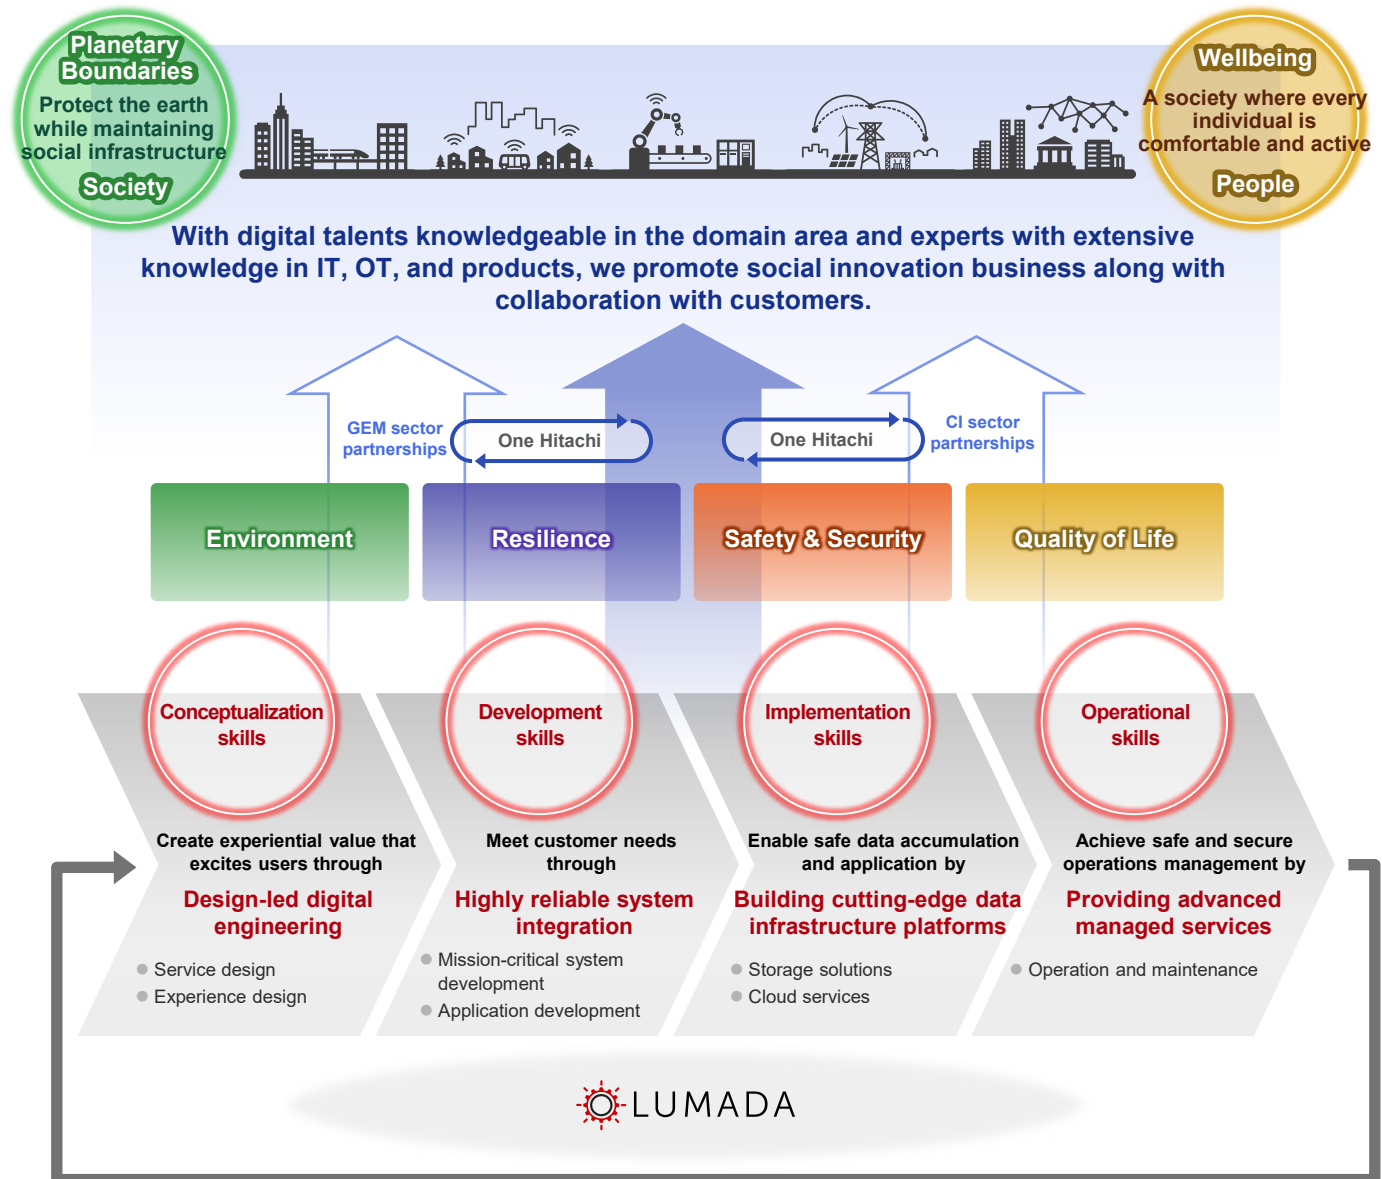 Planetary
Boundaries
Protect the earth
while maintaining
social infrastructure
Society
Wellbeing
A society where every
individual is
comfortable and active
People
With digital talents knowledgeable in the domain area and experts with extensive
knowledge in IT, OT, and products, we promote social innovation business along with
collaboration with customers.
GEM sector
partnerships
One Hitachi
One Hitachi
CI sector
partnerships
Environment
Resilience
Safety & Security
Quality of Life
Conceptualization
skills
Create experiential value that
excites users through
Design-led digital
engineering
Service design
Experience design
Development
skills
Meet customer needs
through
Highly reliable system
integration
Mission-critical system
development
Application development
Implementation
skills
Enable safe data accumulation
and application by
Building cutting-edge data
infrastructure platforms
Storage solutions
Cloud services
Operational
skills
Achieve safe and secure
operations management by
Providing advanced
managed services
Operation and maintenance
LUMADA